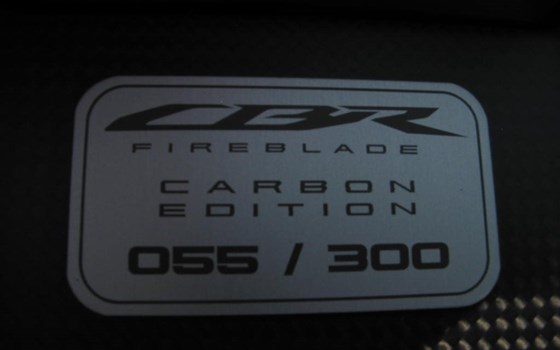 CBR
FIREBLADE
CARBON
EDITION
055 / 300